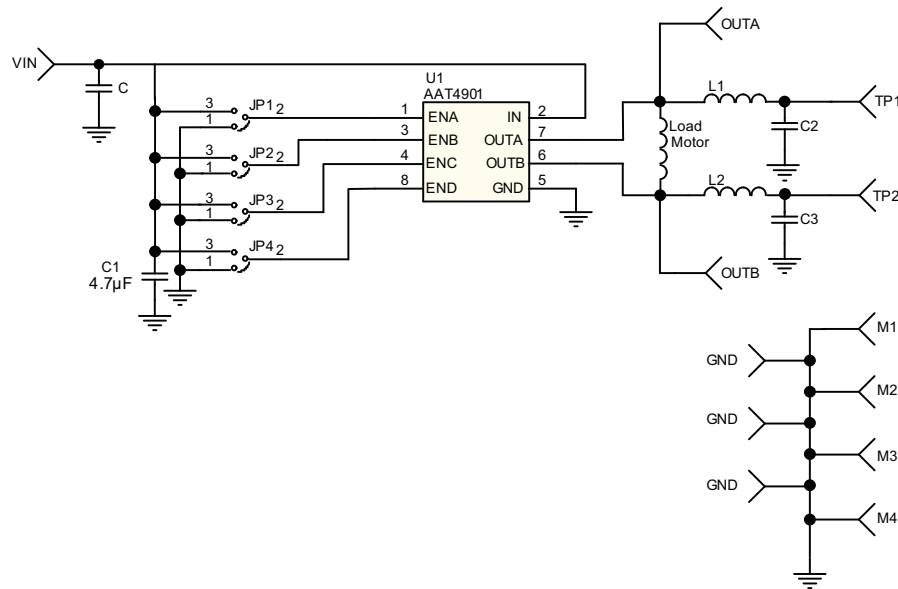 OUTA
VIN
C
U1
AAT4901
L1
TP1
3
JP1
2
1
1
ENA
IN
2
C2
3
JP2
2
1
3
ENB
OUTA
7
Load
Motor
4
ENC
OUTB
6
L2
TP2
3
JP3
2
1
8
END
GND
5
C3
3
JP4
2
1
C1
4.7µF
OUTB
M1
GND
M2
GND
M3
GND
M4